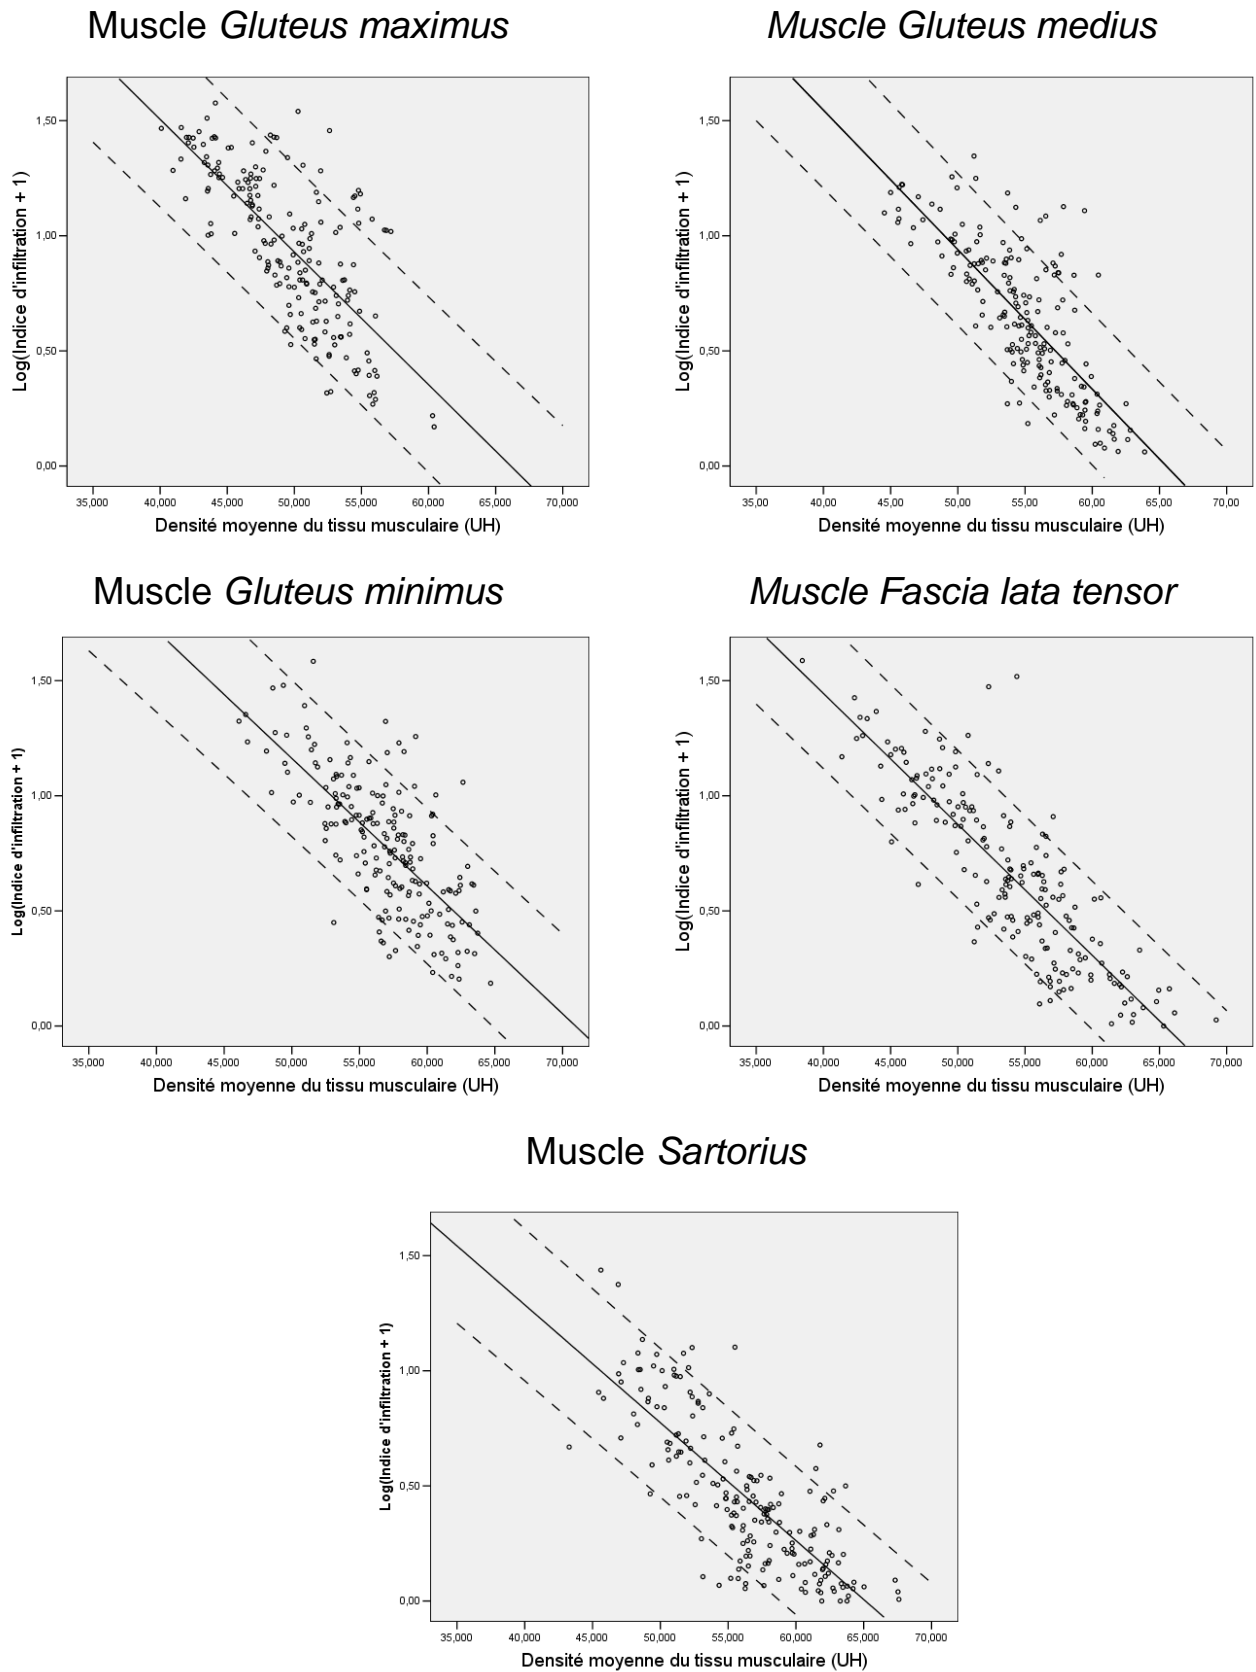 Muscle Gluteus maximus
Muscle Gluteus medius
Log(Indice d'infiltration + 1)
1,50
1,00
0,50
0,00
35,000 40,000 45,000 50,000 55,000 60,000 65,000 70,000
Densité moyenne du tissu musculaire (UH)
Log(Indice d'infiltration + 1)
1,50
1,00
0,50
0,00
35,00 40,00 45,00 50,00 55,00 60,00 65,00 70,00
Densité moyenne du tissu musculaire (UH)
Muscle Gluteus minimus
Muscle Fascia lata tensor
Log(Indice d'infiltration + 1)
1,50
1,00
0,50
0,00
35,000 40,000 45,000 50,000 55,000 60,000 65,000 70,000
Densité moyenne du tissu musculaire (UH)
Log(Indice d'infiltration + 1)
1,50
1,00
0,50
0,00
35,000 40,000 45,000 50,000 55,000 60,000 65,000 70,000
Densité moyenne du tissu musculaire (UH)
Muscle Sartorius
Log(Indice d'infiltration + 1)
1,50
1,00
0,50
0,00
35,000 40,000 45,000 50,000 55,000 60,000 65,000 70,000
Densité moyenne du tissu musculaire (UH)